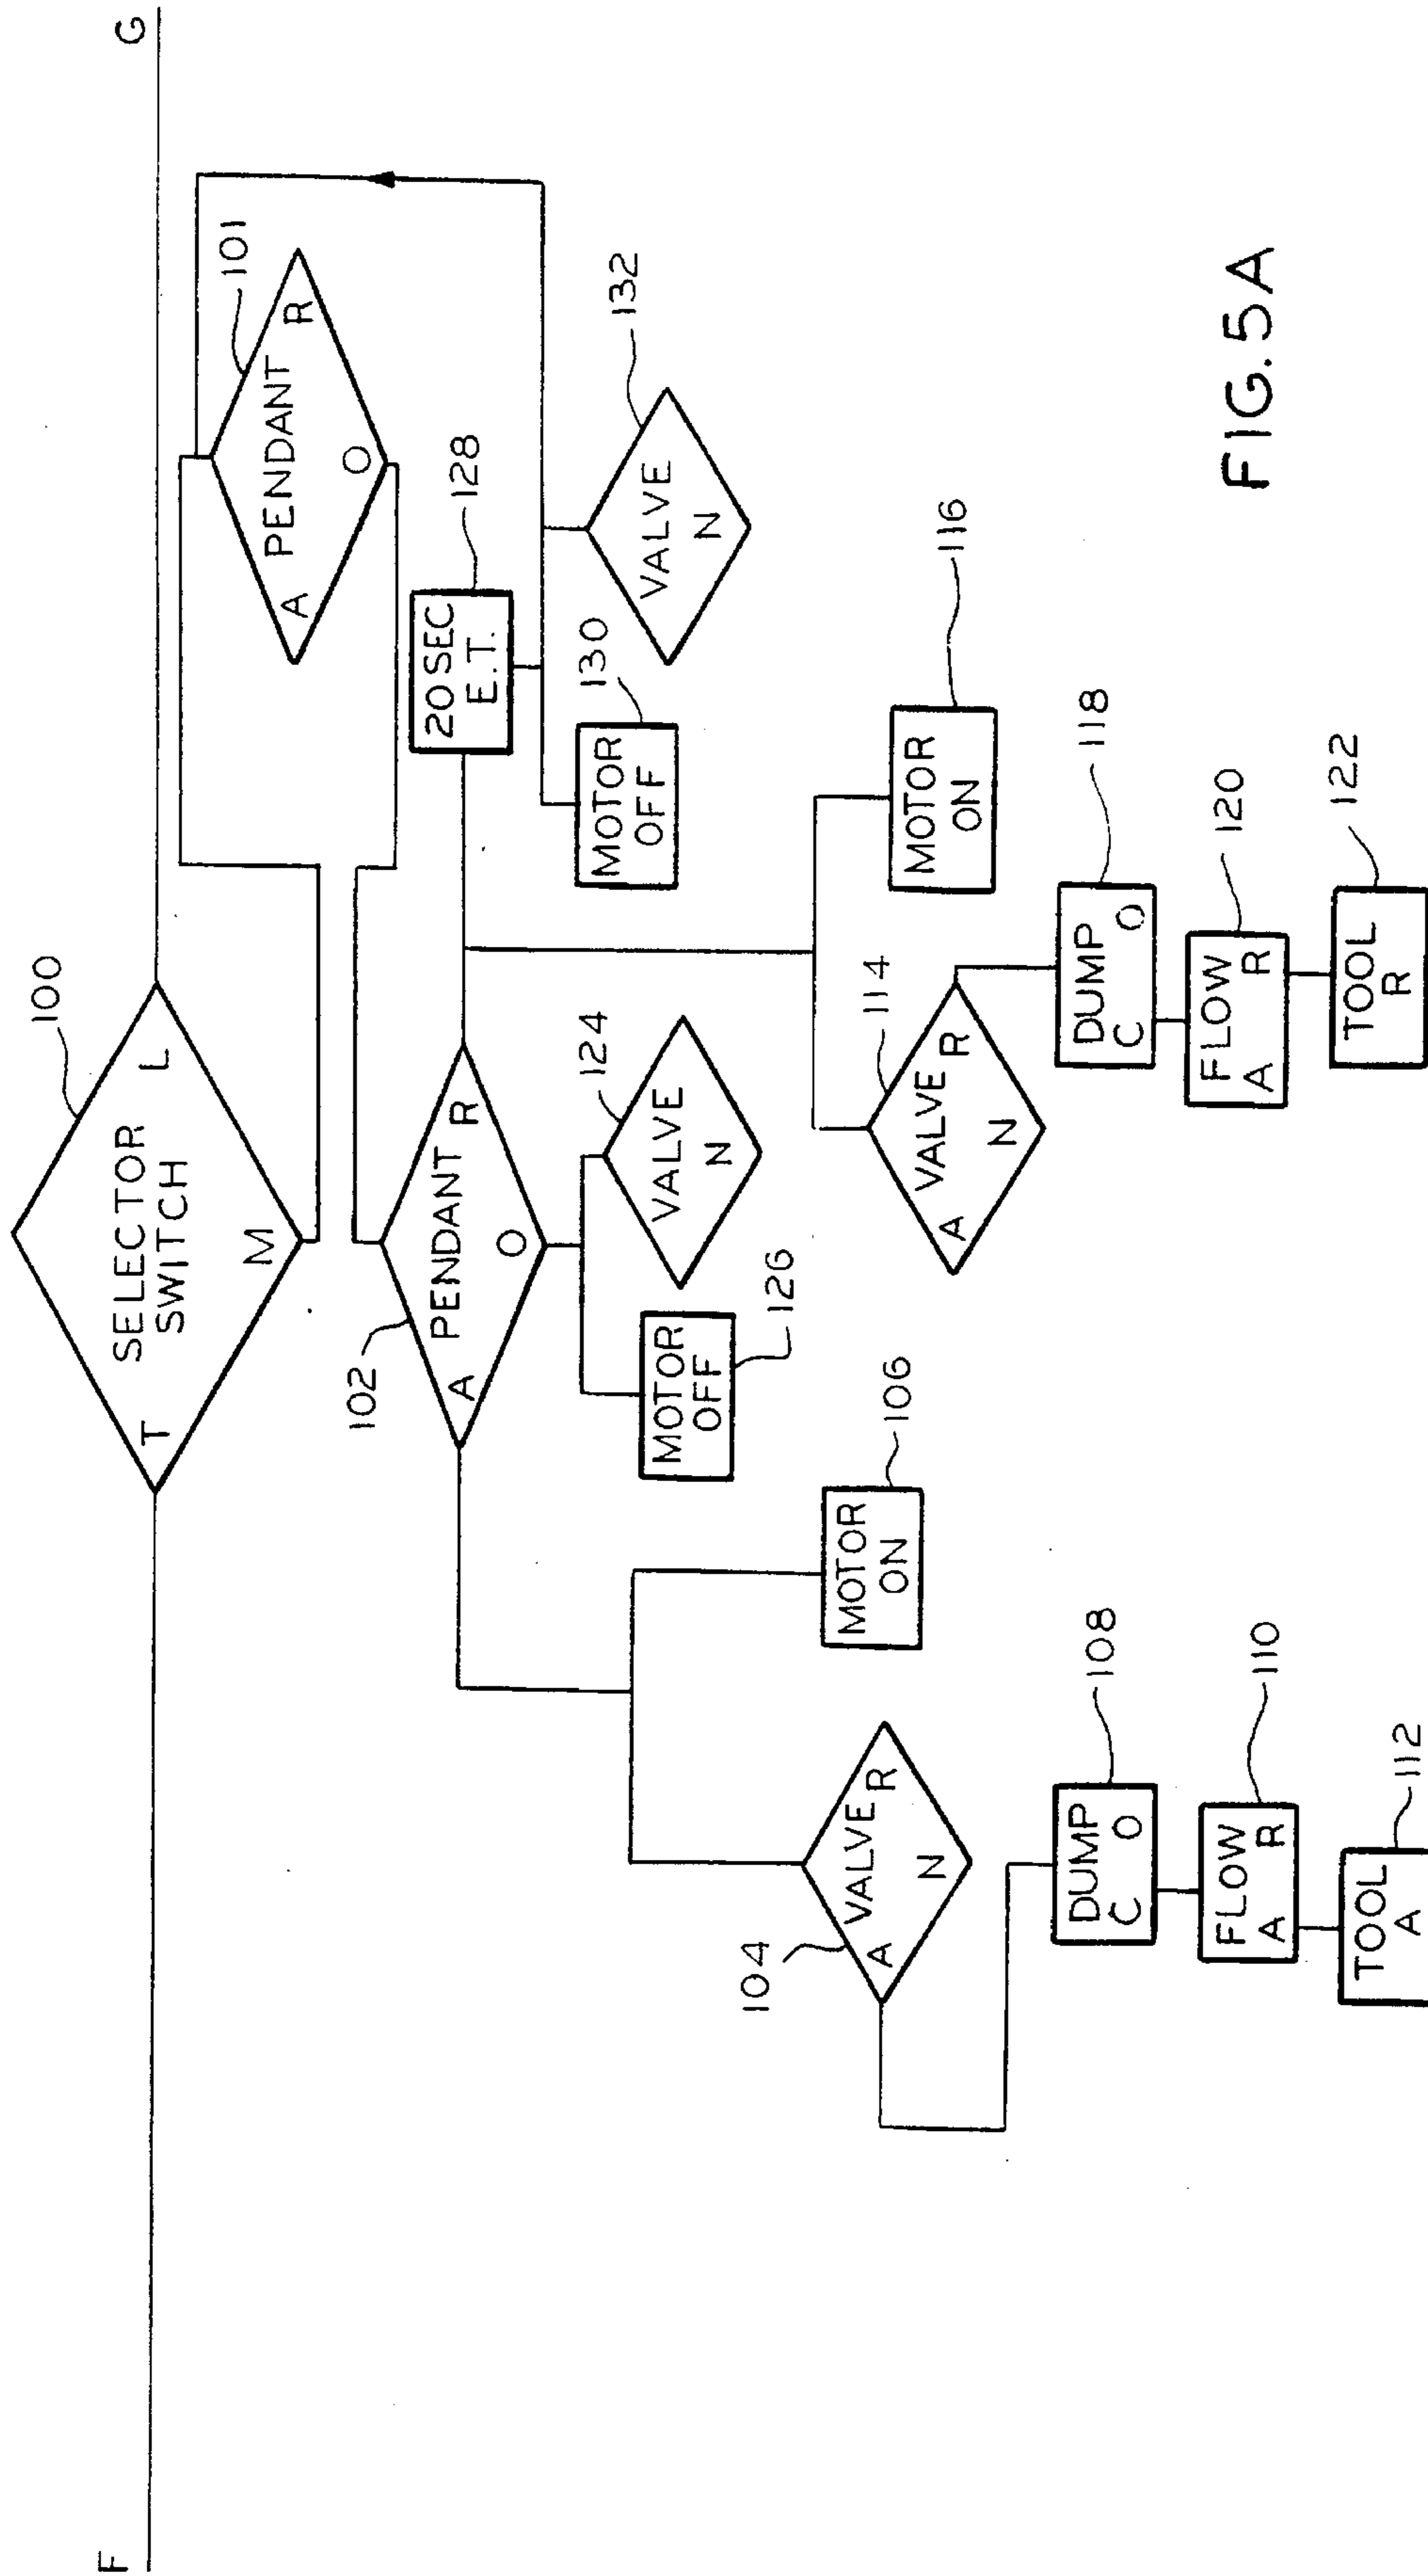 F
G
100
T
SELECTOR
SWITCH
L
M
101
A
PENDANT
R
O
102
A
PENDANT
R
O
20 SEC
E.T.
128
MOTOR
OFF
126
VALVE
N
124
MOTOR
OFF
130
VALVE
N
132
104
A
VALVE
R
N
MOTOR
ON
106
DUMP
C O
108
FLOW
A R
110
TOOL
A
112
114
A
VALVE
R
N
MOTOR
ON
116
DUMP
C O
118
FLOW
A R
120
TOOL
R
122
FIG. 5A